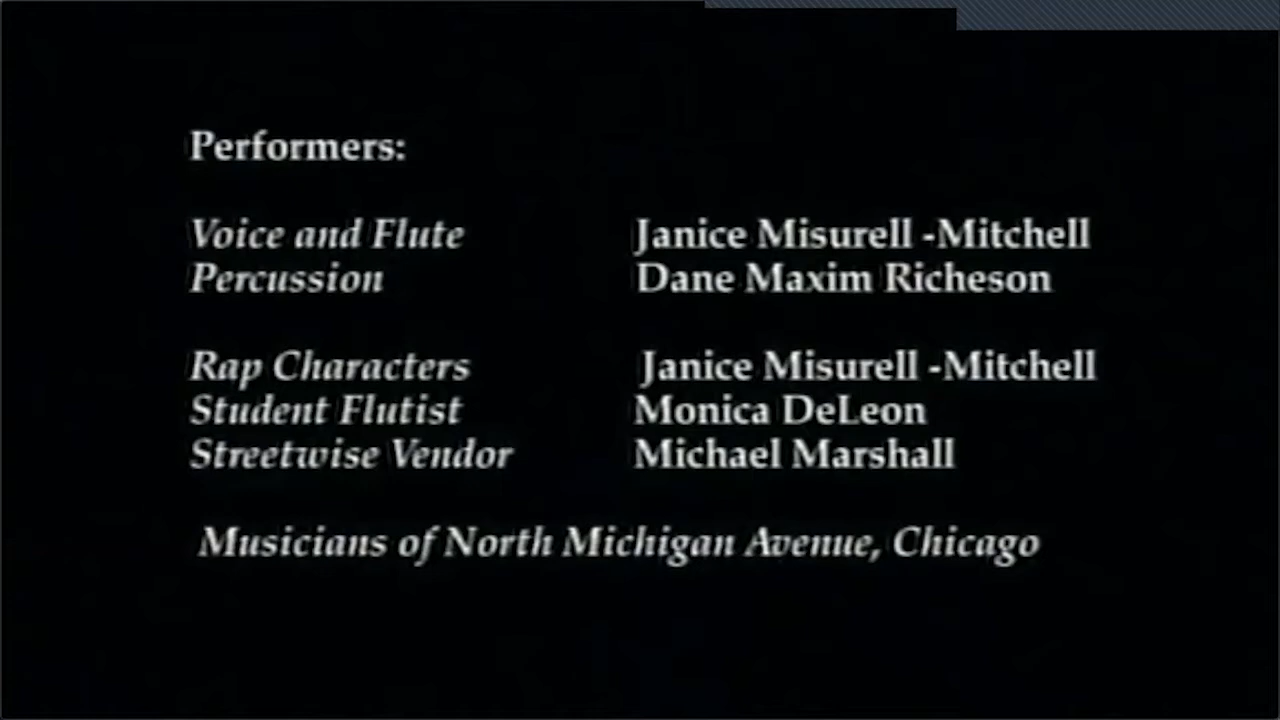 Performers:
Voice and Flute Janice Misurell -Mitchell
Percussion Dane Maxim Richeson
Rap Characters Janice Misurell -Mitchell
Student Flutist Monica DeLeon
Streetwise Vendor Michael Marshall
Musicians of North Michigan Avenue, Chicago